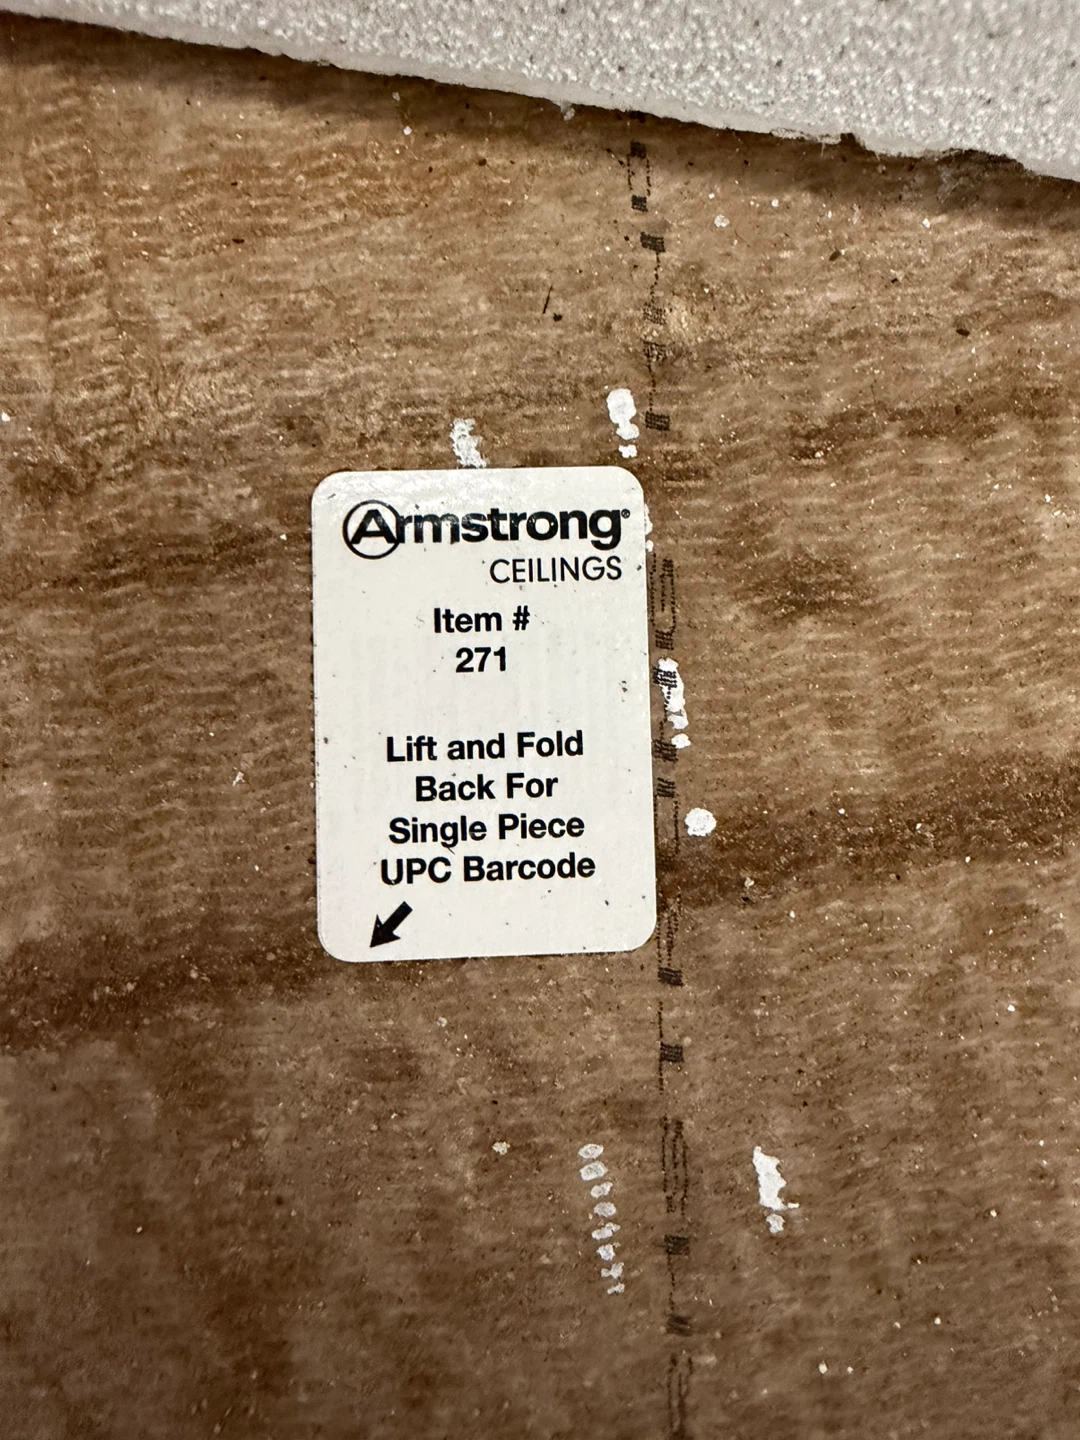 Armstrong®
CEILINGS
Item #
271
Lift and Fold
Back For
Single Piece
UPC Barcode